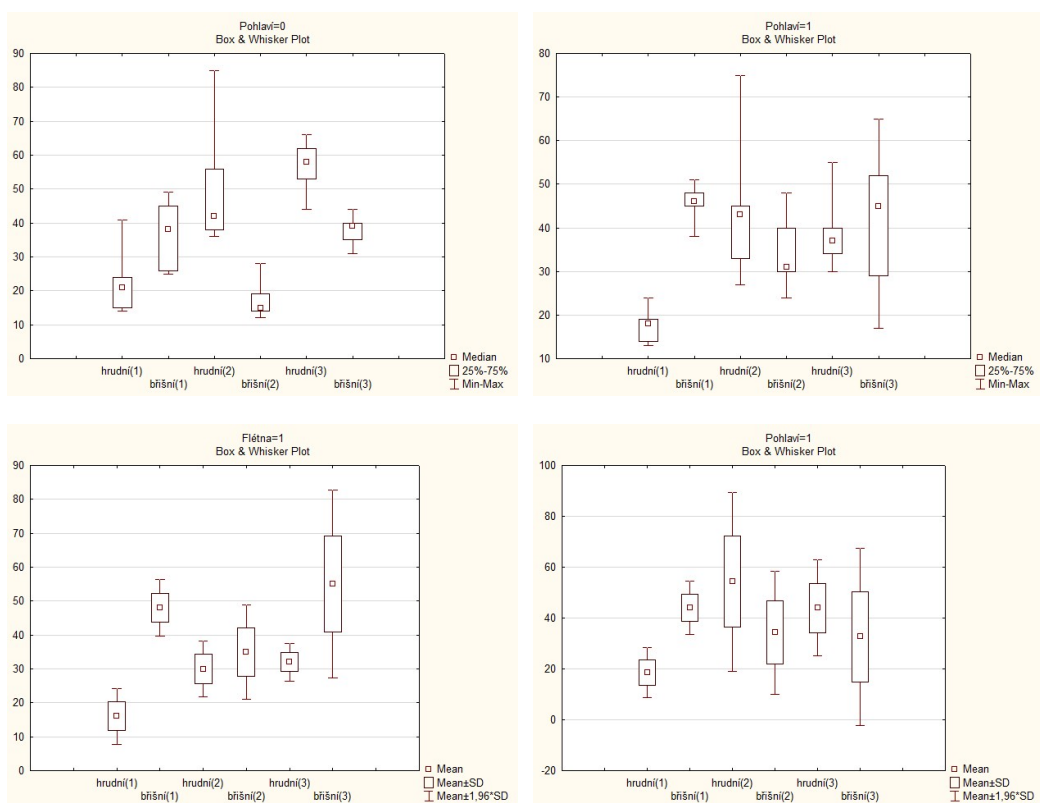 Pohlaví=0
Box & Whisker Plot
90
80
70
60
50
40
30
20
10
0
hrudní(1) hrudní(2) hrudní(3)
břišní(1) břišní(2) břišní(3)
Median
25%-75%
Min-Max
Pohlaví=1
Box & Whisker Plot
80
70
60
50
40
30
20
10
hrudní(1) hrudní(2) hrudní(3)
břišní(1) břišní(2) břišní(3)
Median
25%-75%
Min-Max
Flétna=1
Box & Whisker Plot
90
80
70
60
50
40
30
20
10
0
hrudní(1) hrudní(2) hrudní(3)
břišní(1) břišní(2) břišní(3)
Mean
Mean±SD
Mean±1,96*SD
Pohlaví=1
Box & Whisker Plot
100
80
60
40
20
0
-20
hrudní(1) hrudní(2) hrudní(3)
břišní(1) břišní(2) břišní(3)
Mean
Mean±SD
Mean±1,96*SD